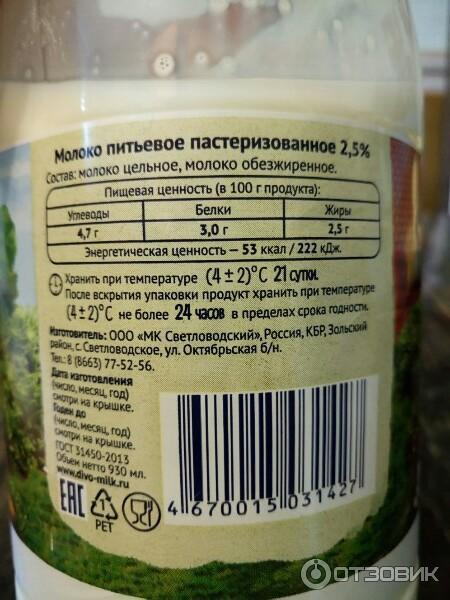 Молоко питьевое пастеризованное 2,5%
Состав: молоко цельное, молоко обезжиренное.
Пищевая ценность (в 100 г продукта):
Углеводы Белки Жиры
4,7 г 3,0 г 2,5 г
Энергетическая ценность – 53 ккал / 222 кДж.
Хранить при температуре (4 ± 2)°С 21 сутки.
После вскрытия упаковки продукт хранить при температуре
(4 ± 2)°С не более 24 часов в пределах срока годности.
Изготовитель: ООО «МК Светловодский», Россия, КБР, Зольский
район, с. Светловодское, ул. Октябрьская б/н.
Тел.: 8 (8663) 77-52-56.
Дата изготовления
(число, месяц, год)
смотри на крышке.
Годен до
(число, месяц, год)
смотри на крышке.
ГОСТ 31450-2013
Объем нетто 930 мл.
www.divo-milk.ru
EAC
1
PET
4 670015 031427
ОТЗОВИК